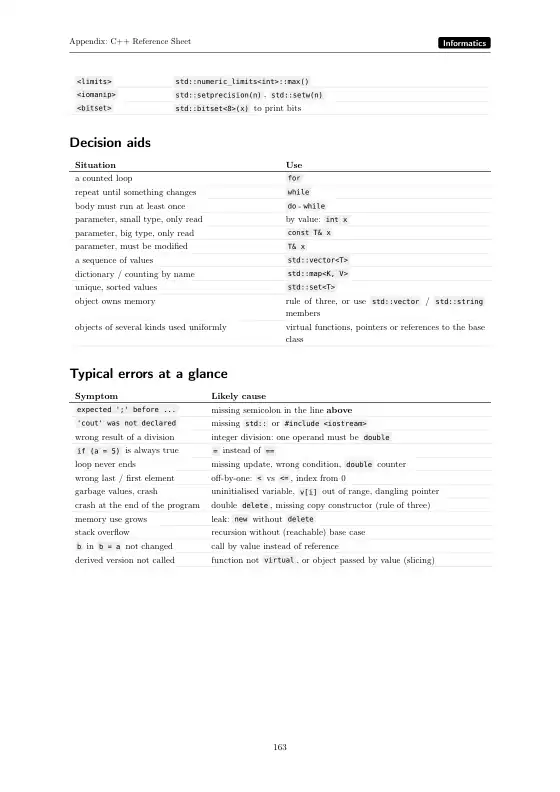 Appendix: C++ Reference Sheet Informatics
<limits> std::numeric_limits<int>::max()
<iomanip> std::setprecision(n), std::setw(n)
<bitset> std::bitset<8>(x) to print bits
Decision aids
Situation Use
a counted loop for
repeat until something changes while
body must run at least once do-while
parameter, small type, only read by value: int x
parameter, big type, only read const T& x
parameter, must be modified T& x
a sequence of values std::vector<T>
dictionary / counting by name std::map<K, V>
unique, sorted values std::set<T>
object owns memory rule of three, or use std::vector / std::string
members
objects of several kinds used uniformly virtual functions, pointers or references to the base
class
Typical errors at a glance
Symptom Likely cause
expected ';' before ... missing semicolon in the line above
'cout' was not declared missing std:: or #include <iostream>
wrong result of a division integer division: one operand must be double
if (a = 5) is always true = instead of ==
loop never ends missing update, wrong condition, double counter
wrong last / first element off-by-one: < vs <=, index from 0
garbage values, crash uninitialised variable, v[i] out of range, dangling pointer
crash at the end of the program double delete, missing copy constructor (rule of three)
memory use grows leak: new without delete
stack overflow recursion without (reachable) base case
b in b = a not changed call by value instead of reference
derived version not called function not virtual, or object passed by value (slicing)
163